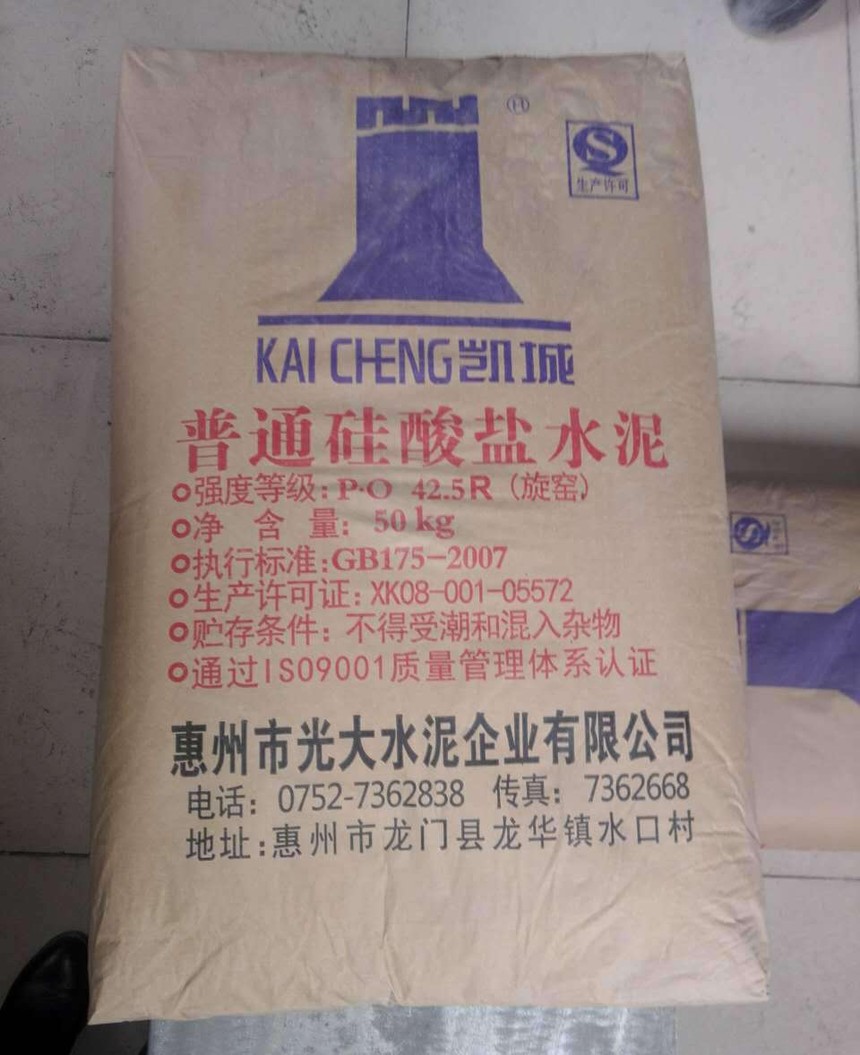 Ⓗ
S
生产许可
KAI CHENG凯城
普通硅酸盐水泥
强度等级:P·O 42.5R(旋窑)
净 含 量: 50kg
执行标准:GB175-2007
生产许可证:XK08-001-05572
贮存条件:不得受潮和混入杂物
通过ISO9001质量管理体系认证
惠州市光大水泥企业有限公司
电话: 0752-7362838 传真: 7362668
地址:惠州市龙门县龙华镇水口村